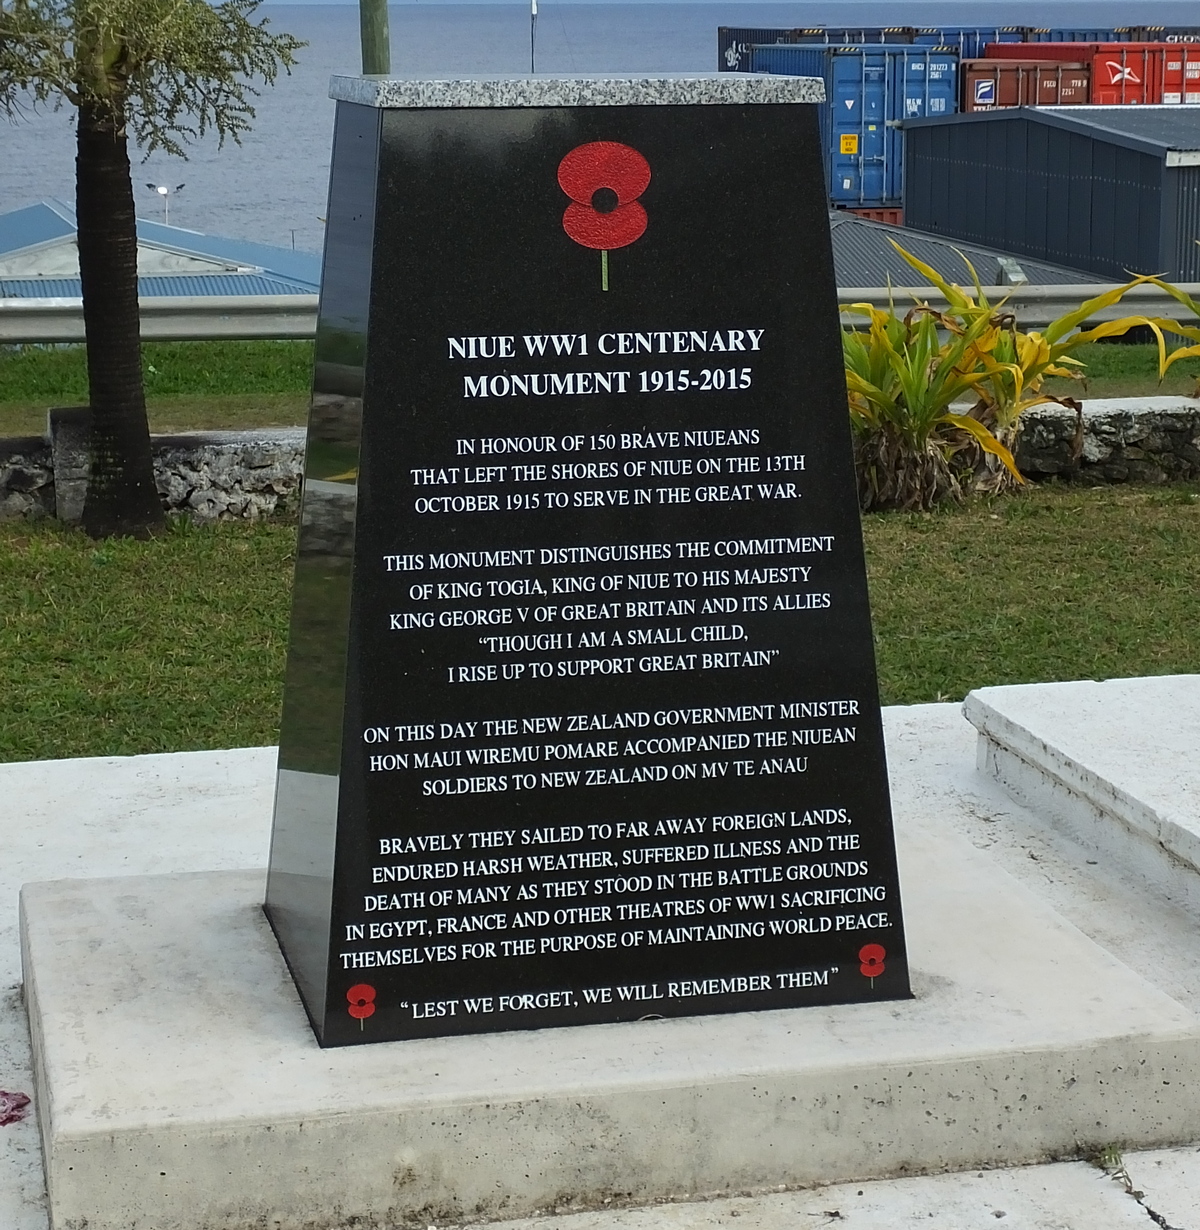 NIUE WW1 CENTENARY
MONUMENT 1915-2015
IN HONOUR OF 150 BRAVE NIUEANS
THAT LEFT THE SHORES OF NIUE ON THE 13TH
OCTOBER 1915 TO SERVE IN THE GREAT WAR.
THIS MONUMENT DISTINGUISHES THE COMMITMENT
OF KING TOGIA, KING OF NIUE TO HIS MAJESTY
KING GEORGE V OF GREAT BRITAIN AND ITS ALLIES
“THOUGH I AM A SMALL CHILD,
I RISE UP TO SUPPORT GREAT BRITAIN”
ON THIS DAY THE NEW ZEALAND GOVERNMENT MINISTER
HON MAUI WIREMU POMARE ACCOMPANIED THE NIUEAN
SOLDIERS TO NEW ZEALAND ON MV TE ANAU
BRAVELY THEY SAILED TO FAR AWAY FOREIGN LANDS,
ENDURED HARSH WEATHER, SUFFERED ILLNESS AND THE
DEATH OF MANY AS THEY STOOD IN THE BATTLE GROUNDS
IN EGYPT, FRANCE AND OTHER THEATRES OF WW1 SACRIFICING
THEMSELVES FOR THE PURPOSE OF MAINTAINING WORLD PEACE.
“LEST WE FORGET, WE WILL REMEMBER THEM”